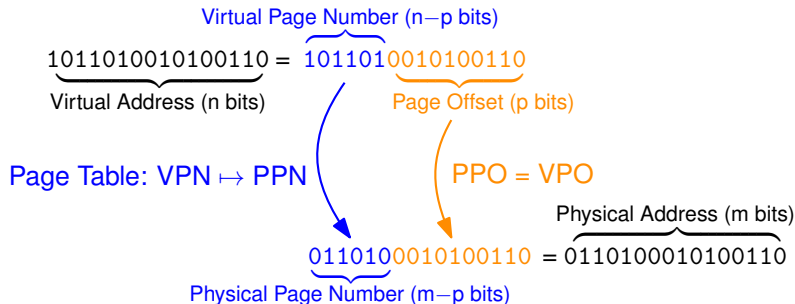 Virtual Page Number (n−p bits)
1011010010100110 = 1011010010100110
Virtual Address (n bits)
Page Offset (p bits)
Page Table: VPN ↦ PPN
PPO = VPO
Physical Address (m bits)
0110100010100110 = 0110100010100110
Physical Page Number (m−p bits)